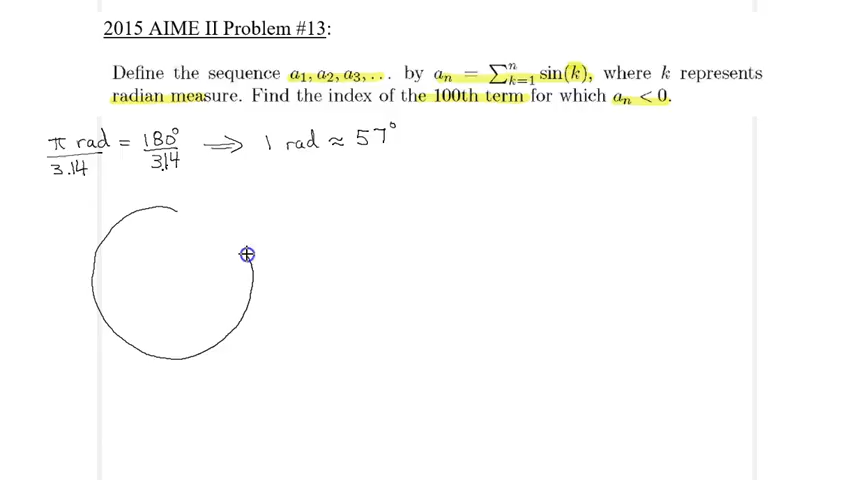 2015 AIME II Problem #13:
Define the sequence a₁, a₂, a₃, ... by aₙ = ∑ⁿₖ₌₁ sin(k), where k represents
radian measure. Find the index of the 100th term for which aₙ < 0.
π rad / 3.14 = 180° / 3.14 ⟹ 1 rad ≈ 57°